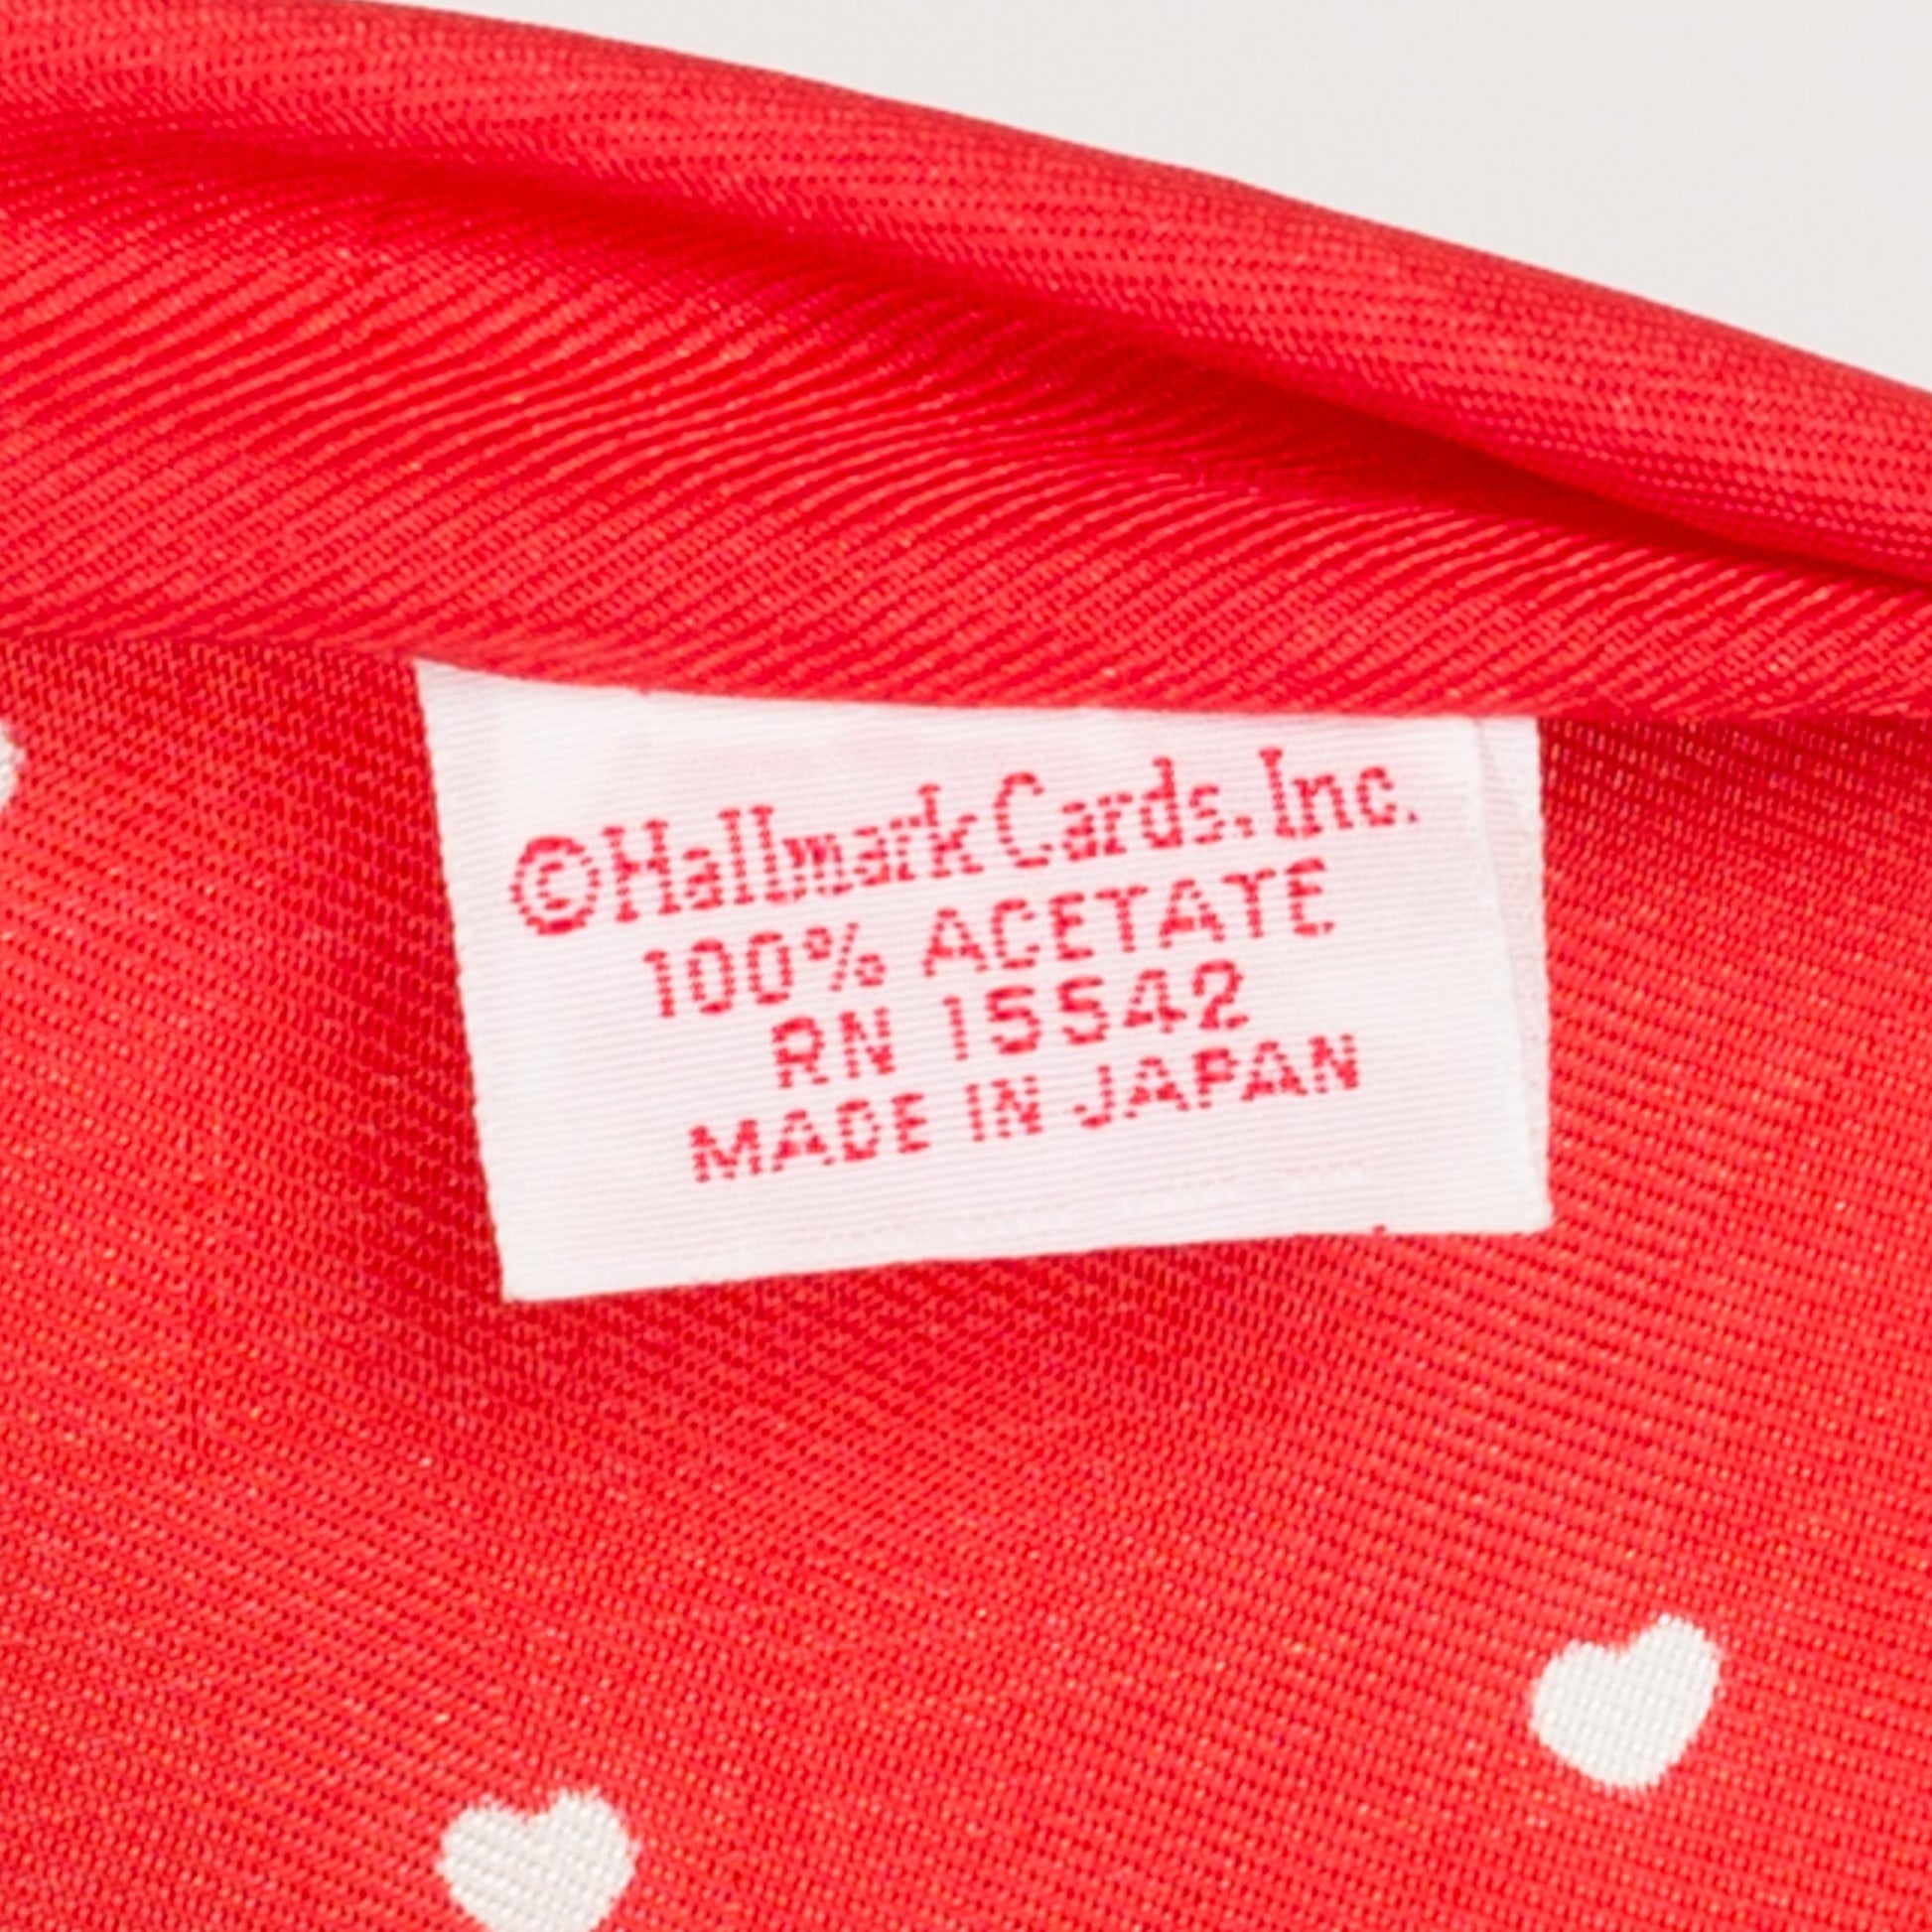 ©Hallmark Cards, Inc.
100% ACETATE
RN 15542
MADE IN JAPAN